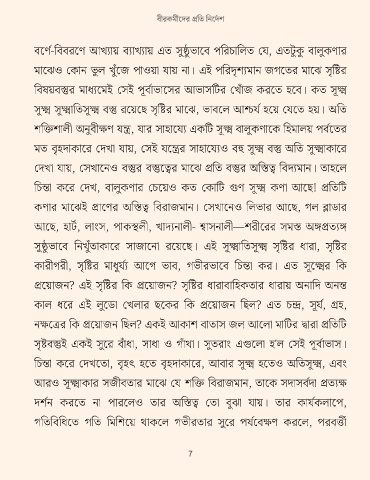 বীরকর্মীদের প্রতি নির্দেশ
বর্ণে-বিবরণে আখ্যায় ব্যাখ্যায় এত সুষ্ঠুভাবে পরিচালিত যে, এতটুকু বালুকণার
মাঝেও কোন ভুল খুঁজে পাওয়া যায় না। এই পরিদৃশ্যমান জগতের মাঝে সৃষ্টির
বিষয়বস্তুর মাধ্যমেই সেই পূর্বাভাসের আভাসটির খোঁজ করতে হবে। কত সূক্ষ্ম
সূক্ষ্ম সূক্ষ্মাতিসূক্ষ্ম বস্তু রয়েছে সৃষ্টির মাঝে, ভাবলে আশ্চর্য হয়ে যেতে হয়। অতি
শক্তিশালী অনুবীক্ষণ যন্ত্র, যার সাহায্যে একটি সূক্ষ্ম বালুকণাকে হিমালয় পর্বতের
মত বৃহদাকারে দেখা যায়, সেই যন্ত্রের সাহায্যেও বহু সূক্ষ্ম বস্তু অতি সূক্ষ্মাকারে
দেখা যায়, সেখানেও বস্তুর বস্তুত্বের মাঝে প্রতি বস্তুর অস্তিত্ব বিদ্যমান। তাহলে
চিন্তা করে দেখ, বালুকণার চেয়েও কত কোটি গুণ সূক্ষ্ম কণা আছে! প্রতিটি
কণার মাঝেই প্রাণের অস্তিত্ব বিরাজমান। সেখানেও লিভার আছে, গল ব্লাডার
আছে, হার্ট, লাংস, পাকস্থলী, খাদ্যনালী- শ্বাসনালী—শরীরের সমস্ত অঙ্গপ্রত্যঙ্গ
সুষ্ঠুভাবে নিখুঁতাকারে সাজানো রয়েছে। এই সূক্ষ্মাতিসূক্ষ্ম সৃষ্টির ধারা, সৃষ্টির
কারীগরী, সৃষ্টির মাধুর্য্য আগে ভাব, গভীরভাবে চিন্তা কর। এত সূক্ষ্মের কি
প্রয়োজন? এই সৃষ্টির কি প্রয়োজন? সৃষ্টির ধারাবাহিকতার ধারায় অনাদি অনন্ত
কাল ধরে এই লুডো খেলার ছকের কি প্রয়োজন ছিল? এত চন্দ্র, সূর্য, গ্রহ,
নক্ষত্রের কি প্রয়োজন ছিল? একই আকাশ বাতাস জল আলো মাটির দ্বারা প্রতিটি
সৃষ্টবস্তুই একই সুরে বাঁধা, সাধা ও গাঁথা। সুতরাং এগুলো হ'ল সেই পূর্বাভাস।
চিন্তা করে দেখতো, বৃহৎ হতে বৃহদাকারে, আবার সূক্ষ্ম হতেও অতিসূক্ষ্ম, এবং
আরও সূক্ষ্মাকার সজীবতার মাঝে যে শক্তি বিরাজমান, তাকে সদাসর্বদা প্রত্যক্ষ
দর্শন করতে না পারলেও তার অস্তিত্ব তো বুঝা যায়। তার কার্যকলাপে,
গতিবিধিতে গতি মিশিয়ে থাকলে গভীরতার সুরে পর্যবেক্ষণ করলে, পরবর্ত্তী
7